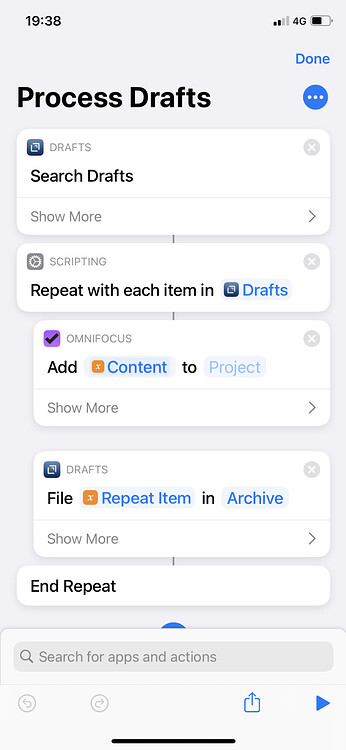 19:38
4G
Done
Process Drafts
DRAFTS
Search Drafts
Show More
SCRIPTING
Repeat with each item in Drafts
OMNIFOCUS
Add x Content to Project
Show More
DRAFTS
File x Repeat Item in Archive
Show More
End Repeat
Search for apps and actions